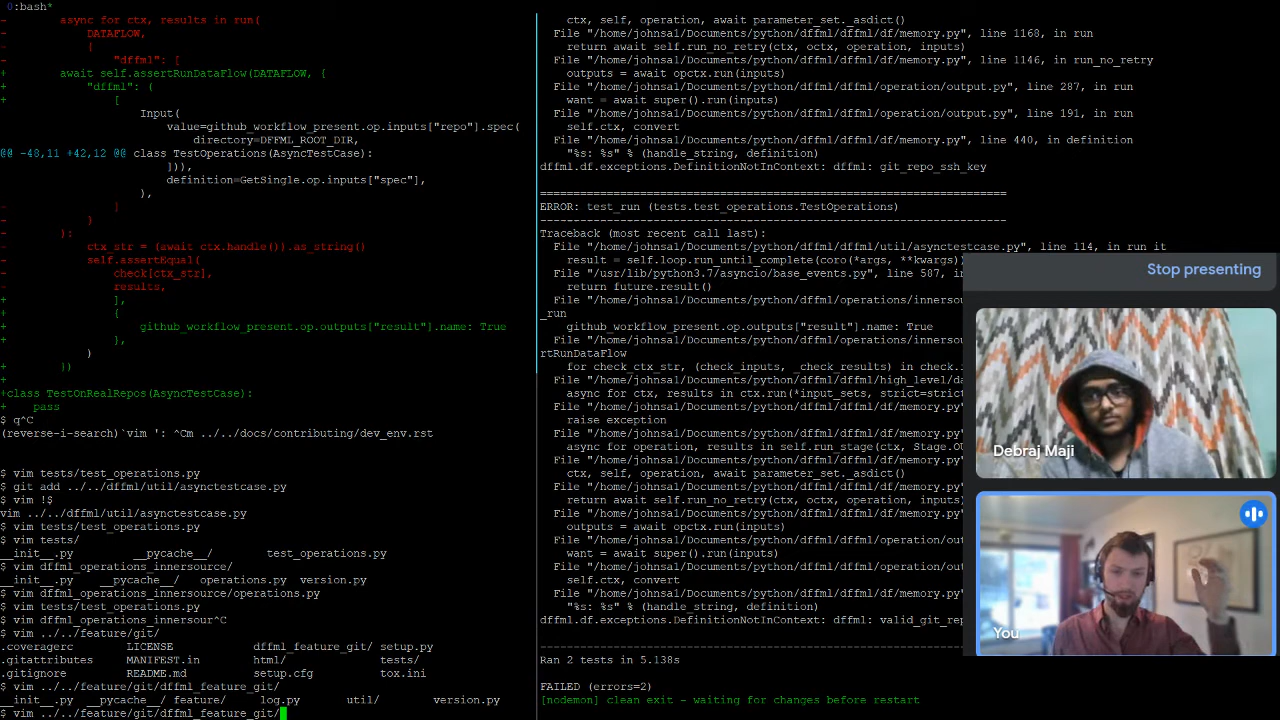 0:bash*
-        async for ctx, results in run(
-            DATAFLOW,
-            [
-            "dffml": [
+        await self.assertRunDataFlow(DATAFLOW, {
+            "dffml": (
+                [
                    Input(
                        value=github_workflow_present.op.inputs["repo"].spec(
                            directory=DFFML_ROOT_DIR,
@@ -48,11 +42,12 @@ class TestOperations(AsyncTestCase):
                        ])),
                        definition=GetSingle.op.inputs["spec"],
                    ),
-                ]
-            }
-        ):
-            ctx_str = (await ctx.handle()).as_string()
-            self.assertEqual(
-                check[ctx_str],
-                results,
+                ],
+                {
+                    github_workflow_present.op.outputs["result"].name: True
+                },
            )
+        })
+
+class TestOnRealRepos(AsyncTestCase):
+    pass
$ q^C
(reverse-i-search)`vim ': ^Cm ../../docs/contributing/dev_env.rst
$ vim tests/test_operations.py
$ git add ../../dffml/util/asynctestcase.py
$ vim !$
vim ../../dffml/util/asynctestcase.py
$ vim tests/test_operations.py
$ vim tests/
__init__.py     __pycache__/     test_operations.py
$ vim dffml_operations_innersource/
__init__.py    __pycache__/   operations.py  version.py
$ vim dffml_operations_innersource/operations.py
$ vim tests/test_operations.py
$ vim dffml_operations_innersour^C
$ vim ../../feature/git/
.coveragerc     LICENSE         dffml_feature_git/ setup.py
.gitattributes  MANIFEST.in     html/           tests/
.gitignore      README.md       setup.cfg       tox.ini
$ vim ../../feature/git/dffml_feature_git/
__init__.py  __pycache__/ feature/     log.py       util/        version.py
$ vim ../../feature/git/dffml_feature_git/
    ctx, self, operation, await parameter_set._asdict()
  File "/home/johnsa1/Documents/python/dffml/dffml/df/memory.py", line 1168, in run
    return await self.run_no_retry(ctx, octx, operation, inputs)
  File "/home/johnsa1/Documents/python/dffml/dffml/df/memory.py", line 1146, in run_no_retry
    outputs = await opctx.run(inputs)
  File "/home/johnsa1/Documents/python/dffml/dffml/operation/output.py", line 287, in run
    want = await super().run(inputs)
  File "/home/johnsa1/Documents/python/dffml/dffml/operation/output.py", line 191, in run
    self.ctx, convert
  File "/home/johnsa1/Documents/python/dffml/dffml/df/memory.py", line 440, in definition
    "%s: %s" % (handle_string, definition)
dffml.df.exceptions.DefinitionNotInContext: dffml: git_repo_ssh_key
======================================================================
ERROR: test_run (tests.test_operations.TestOperations)
----------------------------------------------------------------------
Traceback (most recent call last):
  File "/home/johnsa1/Documents/python/dffml/dffml/util/asynctestcase.py", line 114, in run_it
    result = self.loop.run_until_complete(coro(*args, **kwargs))
  File "/usr/lib/python3.7/asyncio/base_events.py", line 587, in
    return future.result()
  File "/home/johnsa1/Documents/python/dffml/operations/innersou
_run
    github_workflow_present.op.outputs["result"].name: True
  File "/home/johnsa1/Documents/python/dffml/operations/innersou
rtRunDataFlow
    for check_ctx_str, (check_inputs, _check_results) in check.i
  File "/home/johnsa1/Documents/python/dffml/dffml/high_level/da
    async for ctx, results in ctx.run(*input_sets, strict=strict
  File "/home/johnsa1/Documents/python/dffml/dffml/df/memory.py"
    raise exception
  File "/home/johnsa1/Documents/python/dffml/dffml/df/memory.py"
    async for operation, results in self.run_stage(ctx, Stage.OU
  File "/home/johnsa1/Documents/python/dffml/dffml/df/memory.py"
    ctx, self, operation, await parameter_set._asdict()
  File "/home/johnsa1/Documents/python/dffml/dffml/df/memory.py"
    return await self.run_no_retry(ctx, octx, operation, inputs)
  File "/home/johnsa1/Documents/python/dffml/dffml/df/memory.py"
    outputs = await opctx.run(inputs)
  File "/home/johnsa1/Documents/python/dffml/dffml/operation/out
    want = await super().run(inputs)
  File "/home/johnsa1/Documents/python/dffml/dffml/operation/out
    self.ctx, convert
  File "/home/johnsa1/Documents/python/dffml/dffml/df/memory.py"
    "%s: %s" % (handle_string, definition)
dffml.df.exceptions.DefinitionNotInContext: dffml: valid_git_rep
----------------------------------------------------------------------
Ran 2 tests in 5.138s
FAILED (errors=2)
[nodemon] clean exit - waiting for changes before restart
Stop presenting
Debraj Maji
You